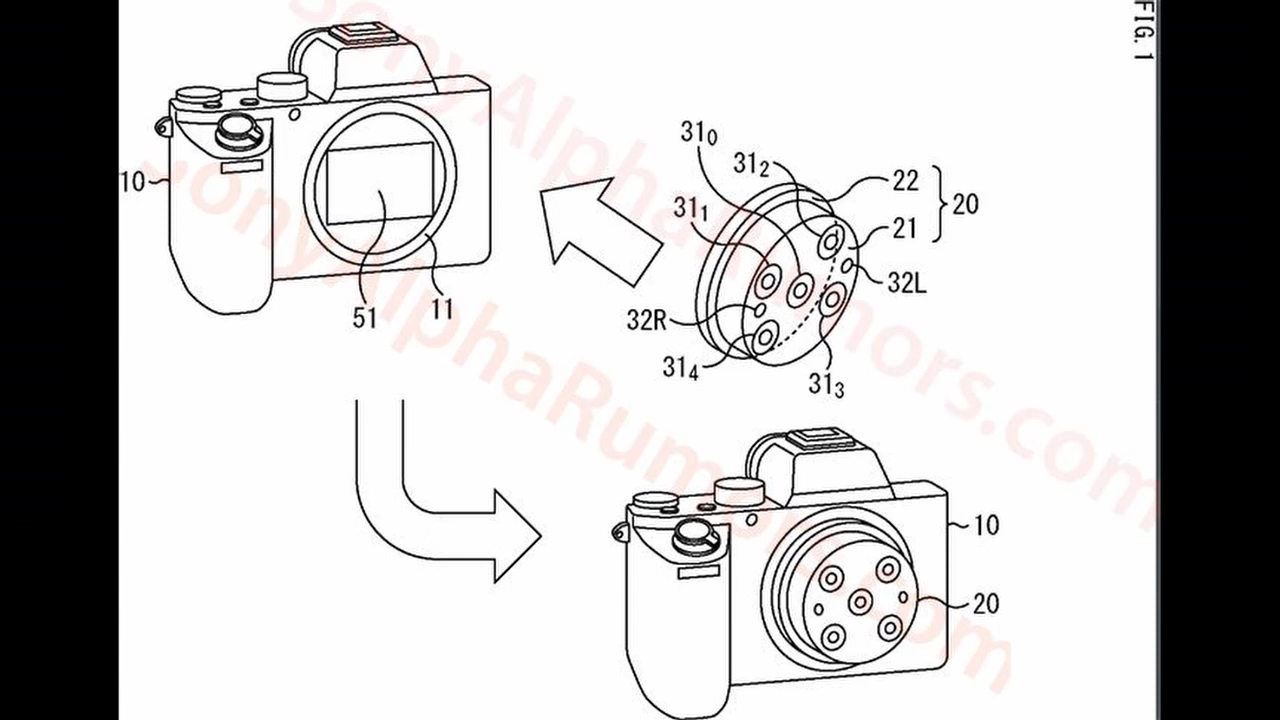 FIG. 1
SonyAlphaRumors.com
SonyAlphaRumors.com
10
51
11
31₀
31₂
31₁
22
20
21
32L
32R
31₄
31₃
10
20